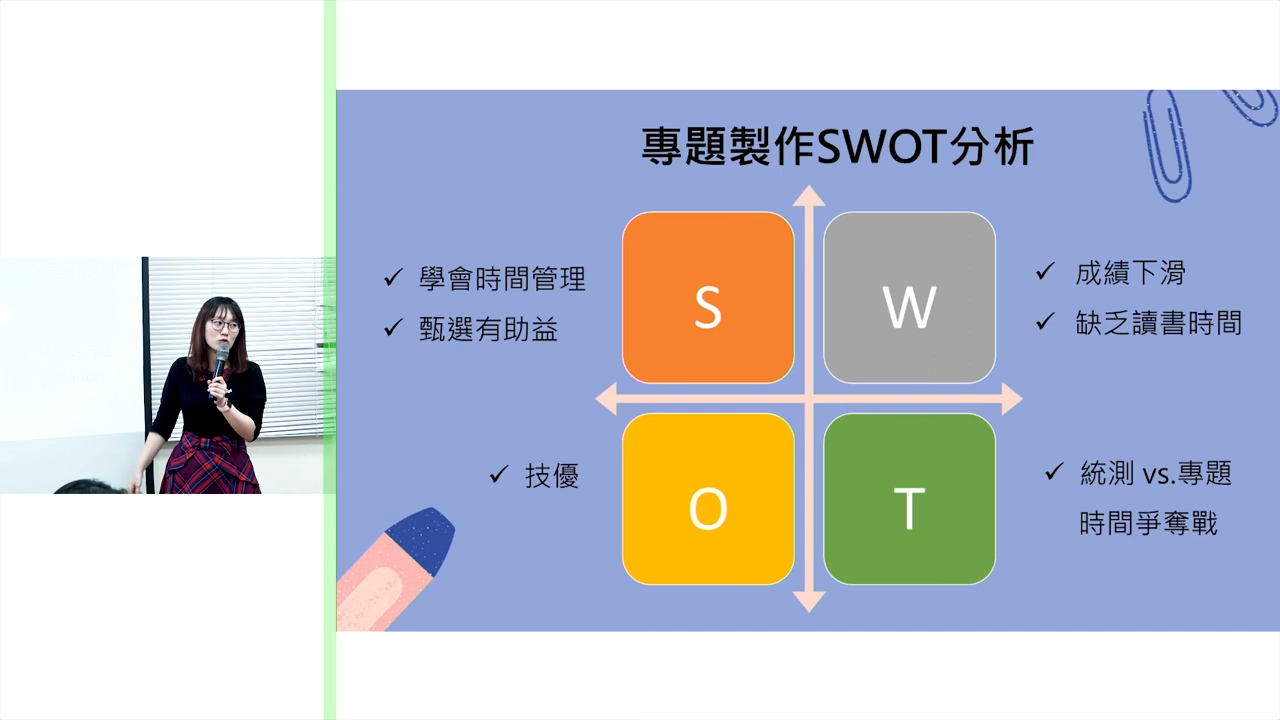 專題製作SWOT分析
✓ 學會時間管理
✓ 甄選有助益
S
W
✓ 成績下滑
✓ 缺乏讀書時間
✓ 技優
O
T
✓ 統測 vs.專題
時間爭奪戰